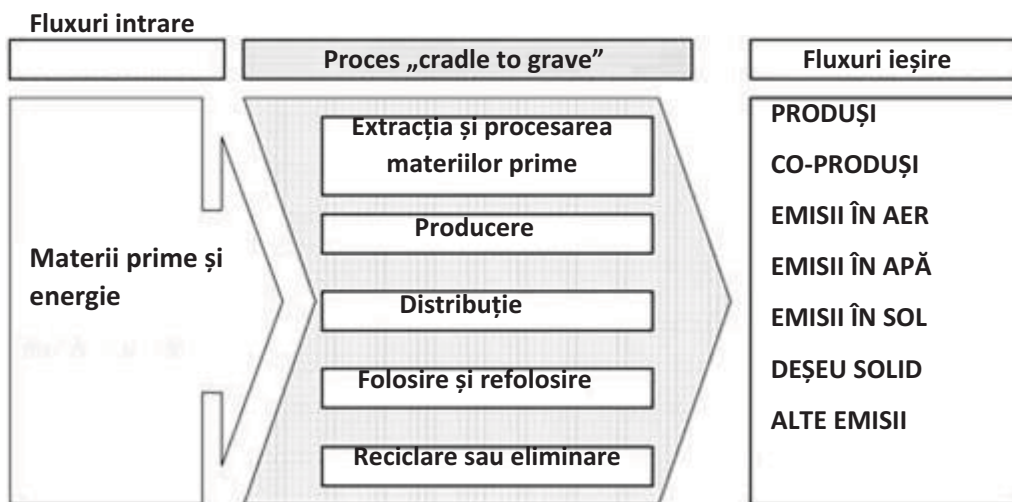 Fluxuri intrare
Proces „cradle to grave”
Fluxuri ieșire
Materii prime și
energie
Extracția și procesarea
materiilor prime
Producere
Distribuție
Folosire și refolosire
Reciclare sau eliminare
PRODUȘI
CO-PRODUȘI
EMISII ÎN AER
EMISII ÎN APĂ
EMISII ÎN SOL
DEȘEU SOLID
ALTE EMISII